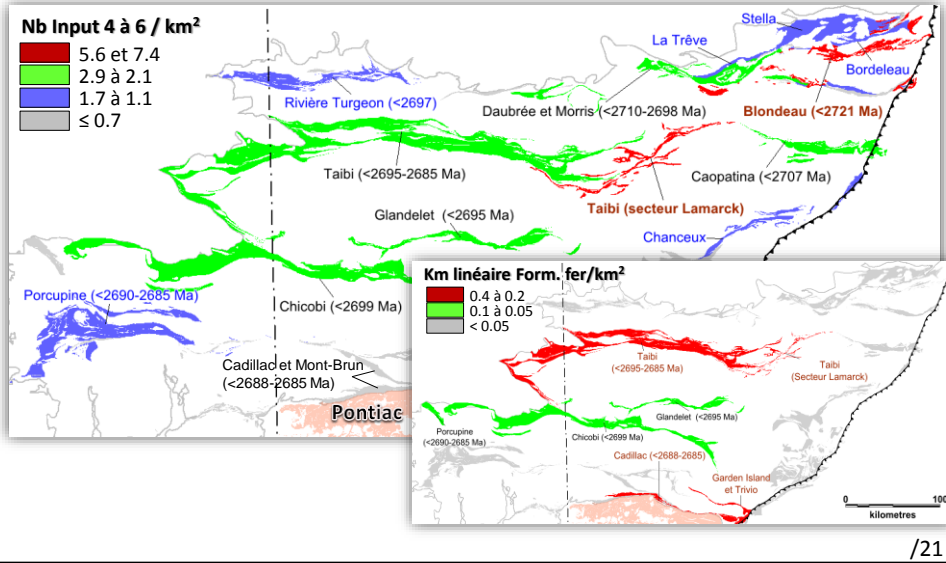 Nb Input 4 à 6 / km²
5.6 et 7.4
2.9 à 2.1
1.7 à 1.1
≤ 0.7
Stella
La Trêve
Bordeleau
Rivière Turgeon (<2697)
Daubrée et Morris (<2710-2698 Ma)
Blondeau (<2721 Ma)
Taibi (<2695-2685 Ma)
Caopatina (<2707 Ma)
Taibi (secteur Lamarck)
Glandelet (<2695 Ma)
Chanceux
Porcupine (<2690-2685 Ma)
Chicobi (<2699 Ma)
Cadillac et Mont-Brun
(<2688-2685 Ma)
Pontiac
Km linéaire Form. fer/km²
0.4 à 0.2
0.1 à 0.05
< 0.05
Taibi
(<2695-2685 Ma)
Taibi
(Secteur Lamarck)
Glandelet (<2695 Ma)
Porcupine
(<2690-2685 Ma)
Chicobi (<2699 Ma)
Cadillac (<2688-2685)
Garden Island
et Trivio
0 100
kilometres
/21